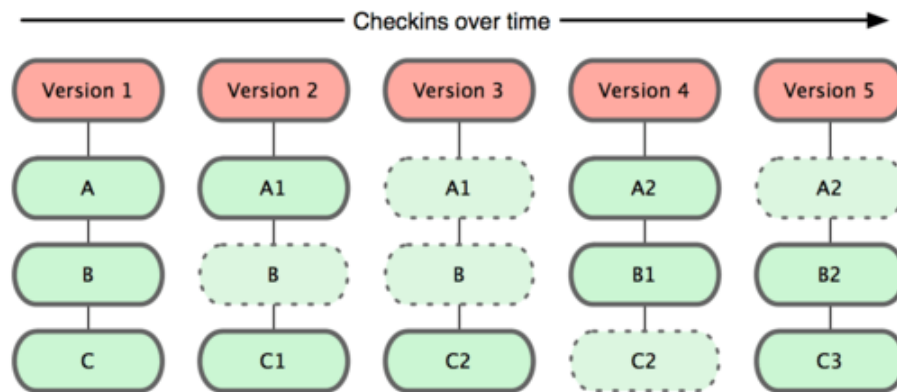 Checkins over time
Version 1 Version 2 Version 3 Version 4 Version 5
A A1 A1 A2 A2
B B B B1 B2
C C1 C2 C2 C3